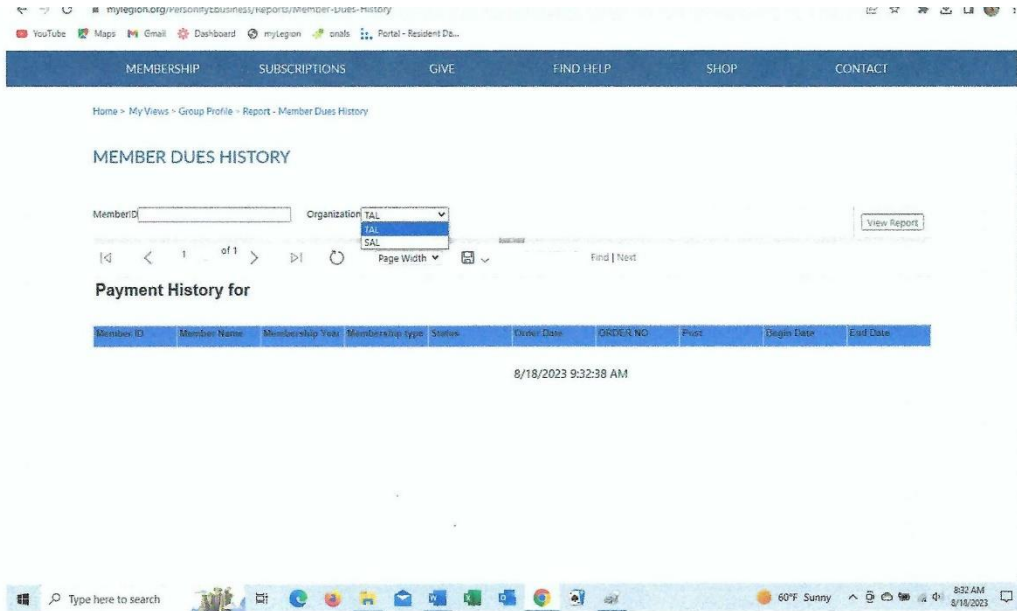 mylegion.org/PersonifyEbusiness/Reports/Member-Dues-History
YouTube Maps Gmail Dashboard myLegion onals Portal - Resident Da...
MEMBERSHIP SUBSCRIPTIONS GIVE FIND HELP SHOP CONTACT
Home > My Views > Group Profile > Report - Member Dues History
MEMBER DUES HISTORY
MemberID Organization TAL View Report
TAL
SAL
1 of 1 Page Width Find | Next
Payment History for
Member ID Member Name Membership Year Membership type Status Order Date ORDER NO Post Begin Date End Date
8/18/2023 9:32:38 AM
Type here to search 60°F Sunny 8:32 AM
8/18/2023